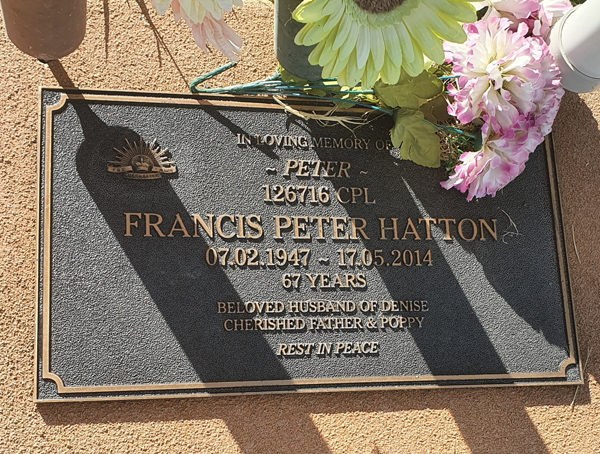 IN LOVING MEMORY OF
~ PETER ~
126716 CPL
FRANCIS PETER HATTON
07.02.1947 ~ 17.05.2014
67 YEARS
BELOVED HUSBAND OF DENISE
CHERISHED FATHER & POPPY
REST IN PEACE